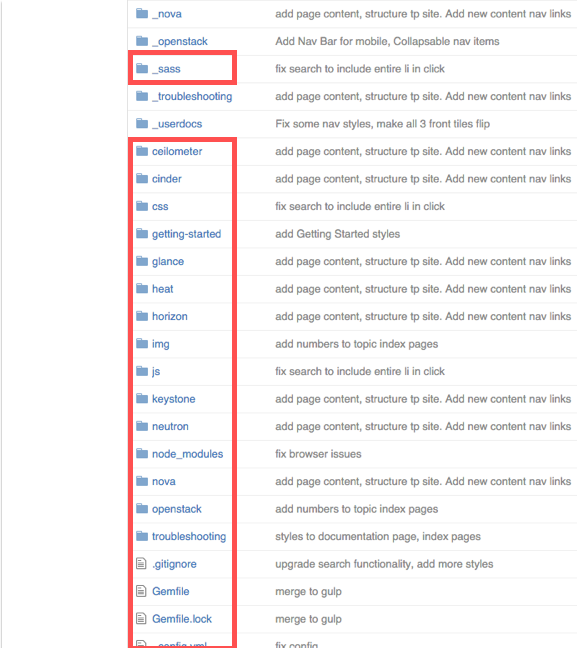 _nova add page content, structure tp site. Add new content nav links
_openstack Add Nav Bar for mobile, Collapsable nav items
_sass fix search to include entire li in click
_troubleshooting add page content, structure tp site. Add new content nav links
_userdocs Fix some nav styles, make all 3 front tiles flip
ceilometer add page content, structure tp site. Add new content nav links
cinder add page content, structure tp site. Add new content nav links
css fix search to include entire li in click
getting-started add Getting Started styles
glance add page content, structure tp site. Add new content nav links
heat add page content, structure tp site. Add new content nav links
horizon add page content, structure tp site. Add new content nav links
img add numbers to topic index pages
js fix search to include entire li in click
keystone add page content, structure tp site. Add new content nav links
neutron add page content, structure tp site. Add new content nav links
node_modules fix browser issues
nova add page content, structure tp site. Add new content nav links
openstack add numbers to topic index pages
troubleshooting styles to documentation page, index pages
.gitignore upgrade search functionality, add more styles
Gemfile merge to gulp
Gemfile.lock merge to gulp
_config.yml fix config